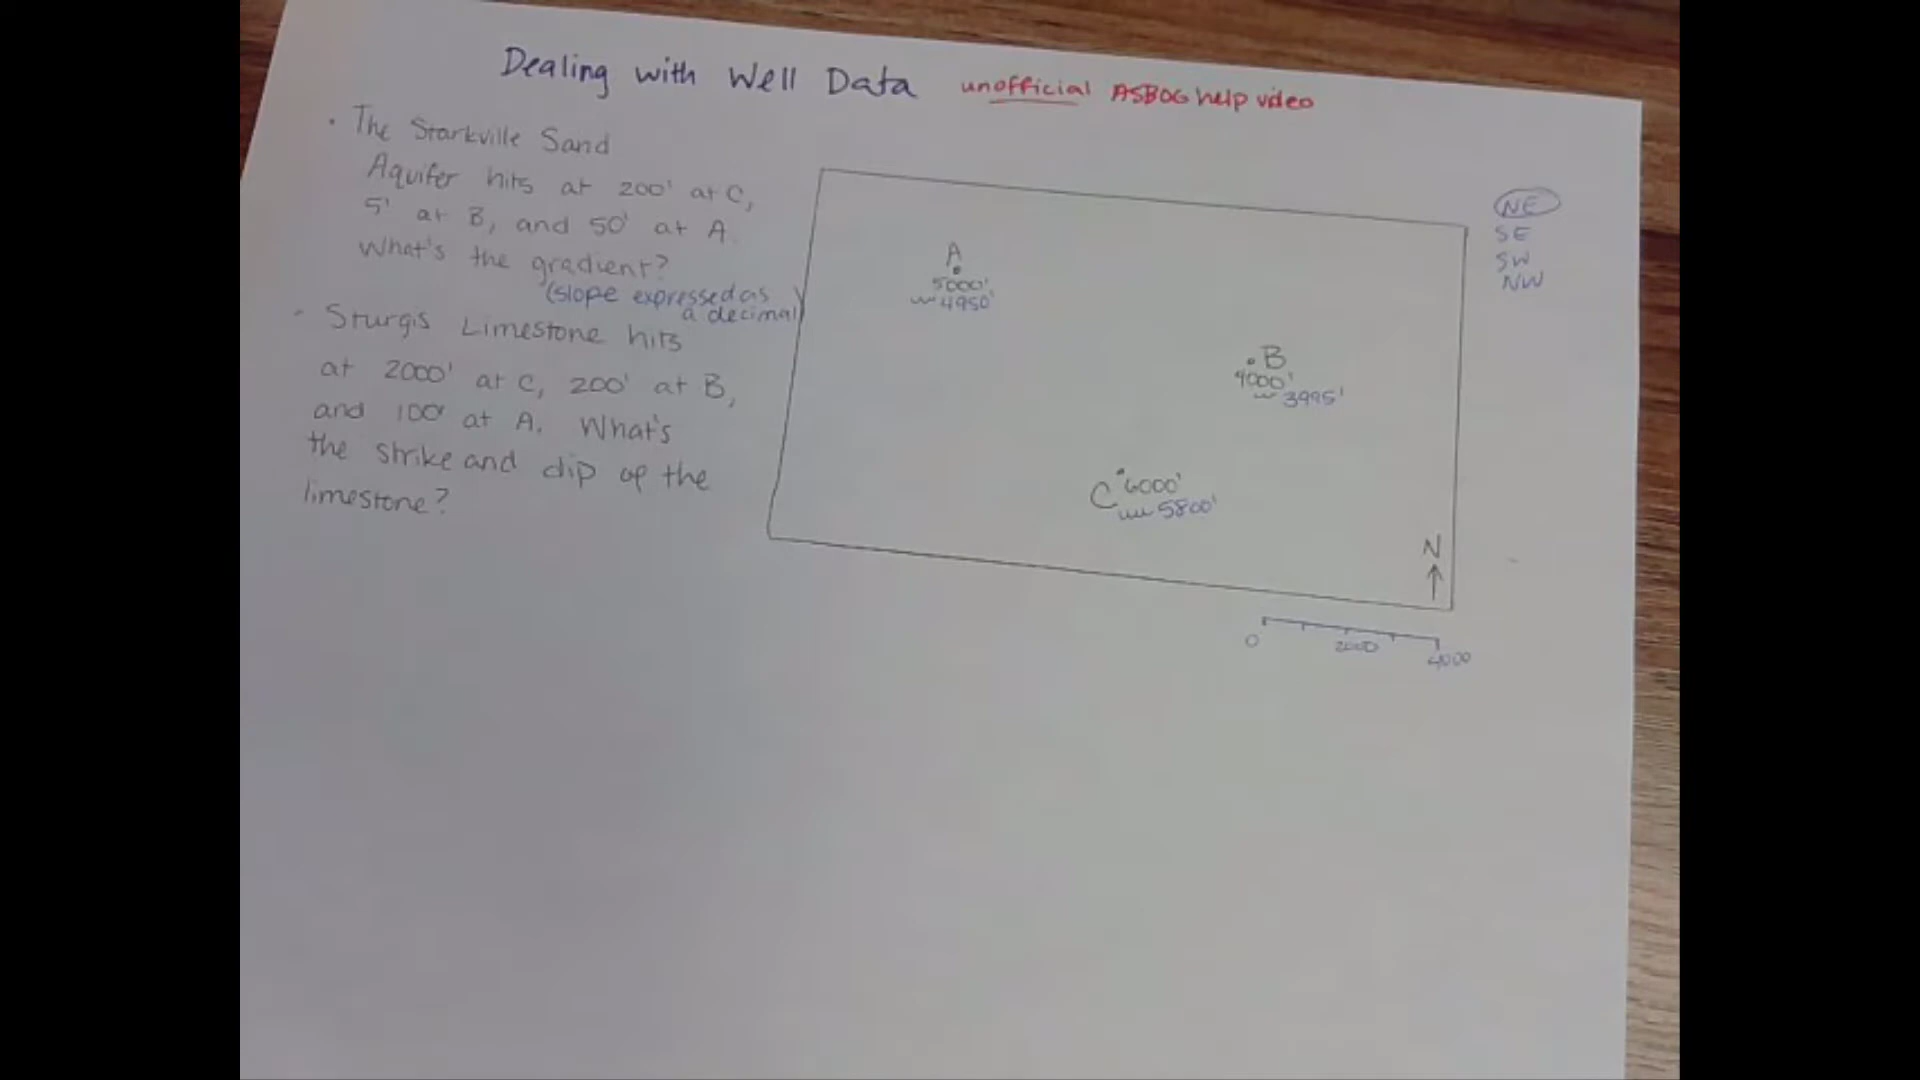 Dealing with Well Data unofficial ASBOG help video
• The Starkville Sand
Aquifer hits at 200' at C,
5' at B, and 50' at A.
What's the gradient?
(slope expressed as
a decimal)
• Sturgis Limestone hits
at 2000' at C, 200' at B,
and 100' at A. What's
the strike and dip of the
limestone?
A
5000'
4950'
B
4000'
3995'
C 6000'
5800'
N
0 2000 4000
NE
SE
SW
NW